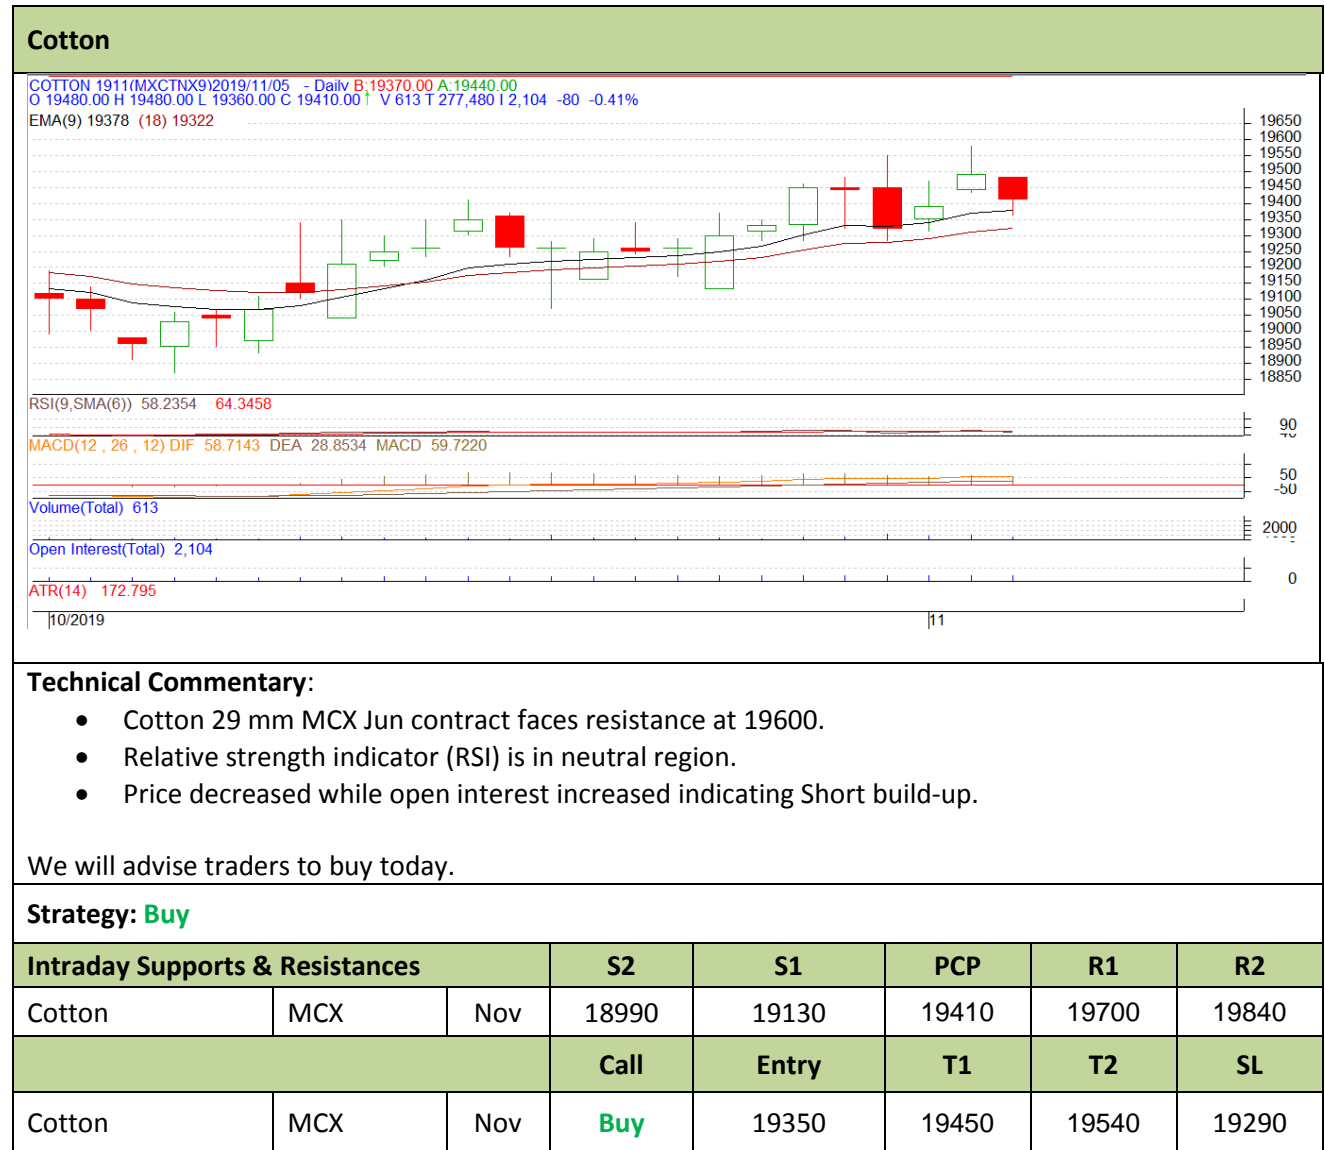 Cotton
COTTON 1911(MXCTNX9)2019/11/05 - Daily B:19370.00 A:19440.00
O 19480.00 H 19480.00 L 19360.00 C 19410.00↑ V 613 T 277,480 I 2,104 -80 -0.41%
EMA(9) 19378 (18) 19322
19650
19600
19550
19500
19450
19400
19350
19300
19250
19200
19150
19100
19050
19000
18950
18900
18850
RSI(9,SMA(6)) 58.2354 64.3458
90
MACD(12 , 26 , 12) DIF 58.7143 DEA 28.8534 MACD 59.7220
50
-50
Volume(Total) 613
2000
Open Interest(Total) 2,104
0
ATR(14) 172.795
10/2019 11
Technical Commentary:
• Cotton 29 mm MCX Jun contract faces resistance at 19600.
• Relative strength indicator (RSI) is in neutral region.
• Price decreased while open interest increased indicating Short build-up.
We will advise traders to buy today.
Strategy: Buy
Intraday Supports & Resistances S2 S1 PCP R1 R2
Cotton MCX Nov 18990 19130 19410 19700 19840
Call Entry T1 T2 SL
Cotton MCX Nov Buy 19350 19450 19540 19290